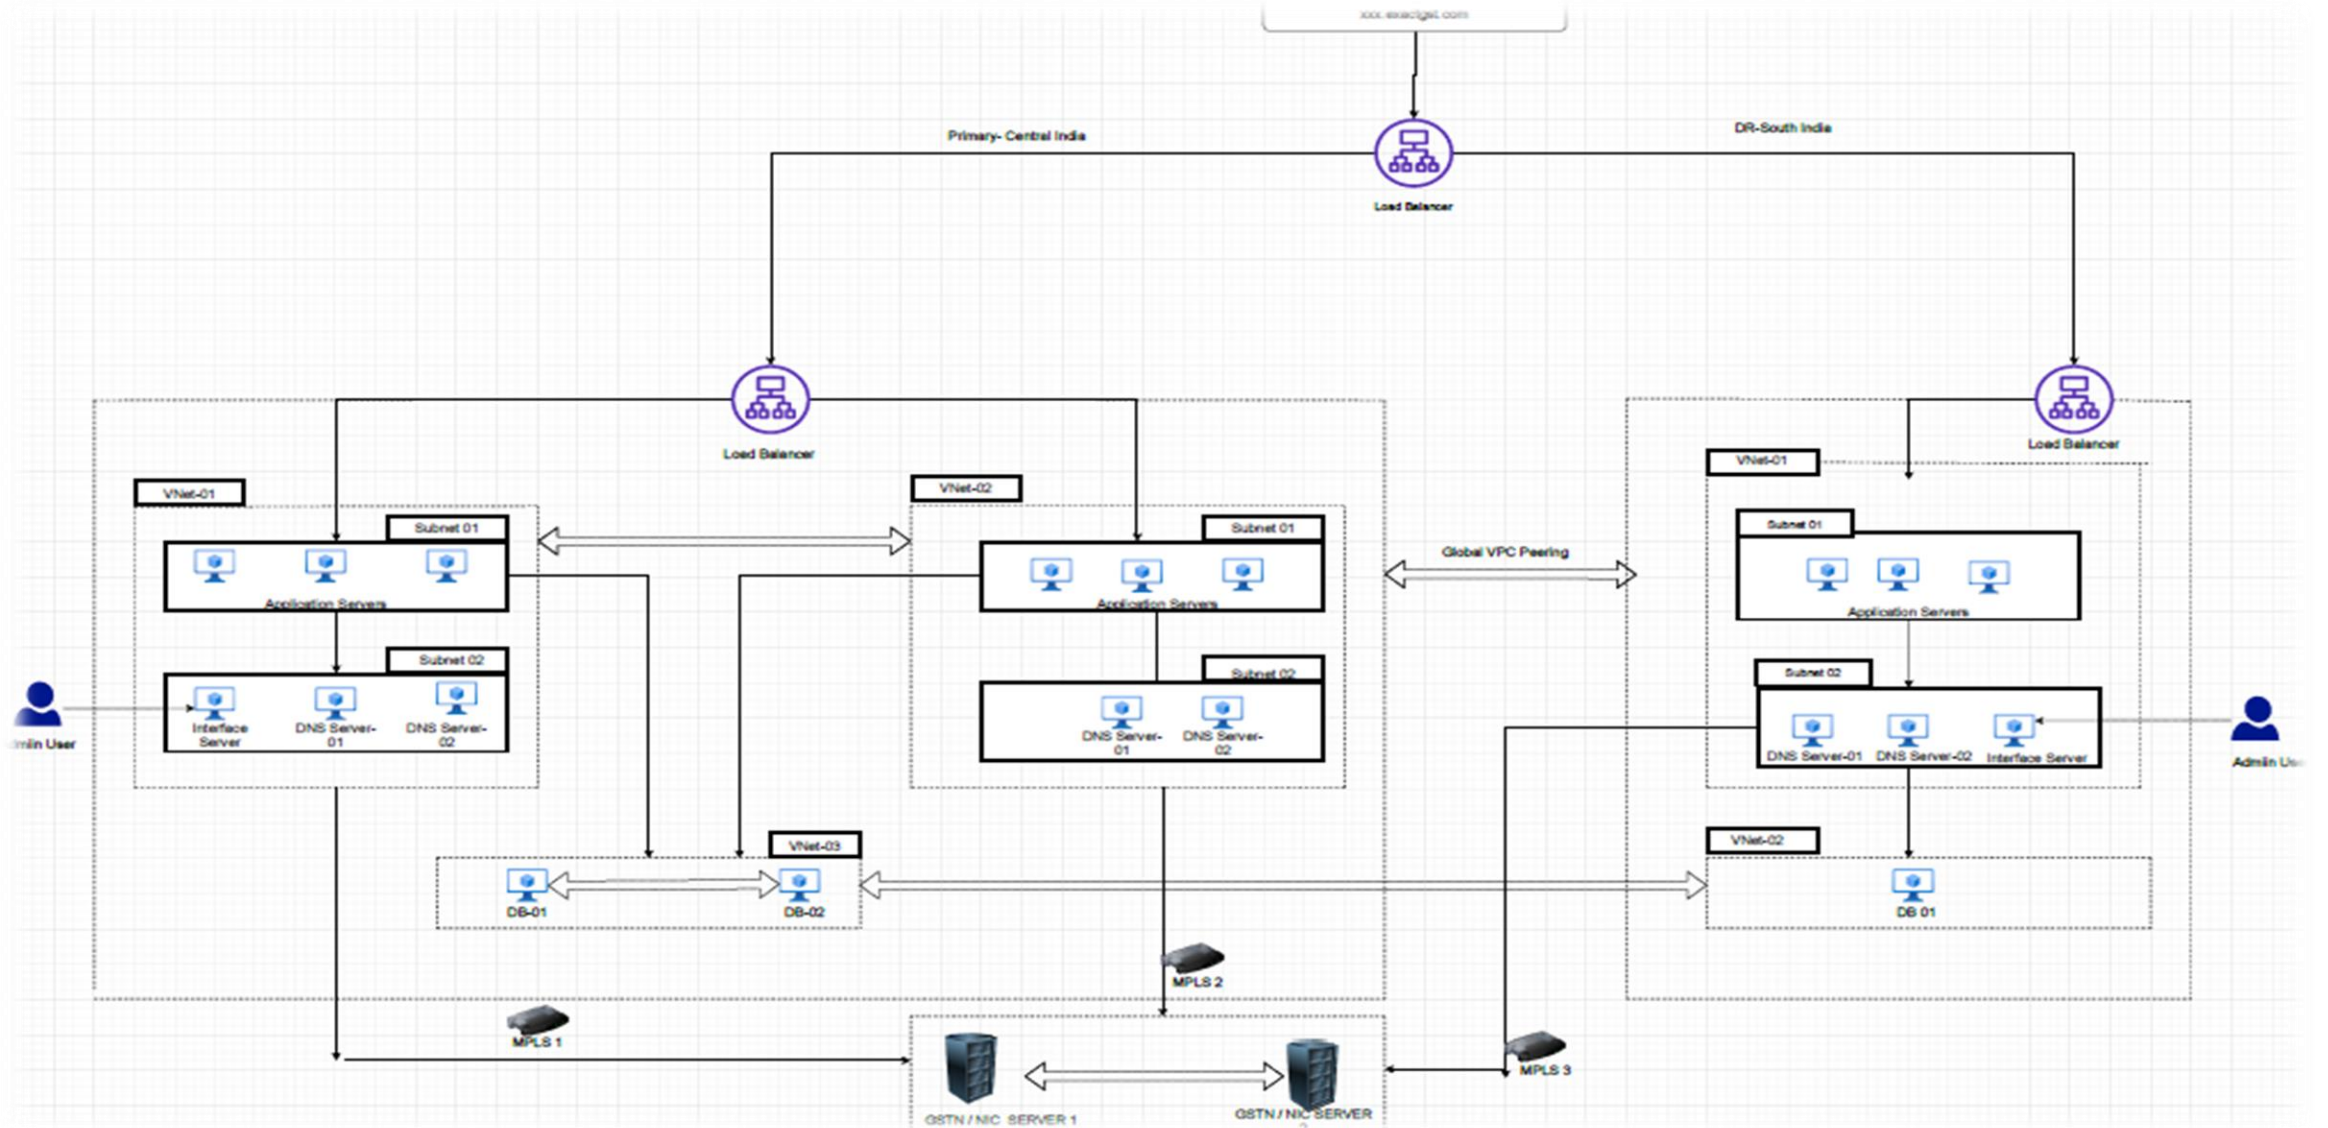 xxx.exactgst.com
Primary- Central India
DR-South India
Load Balancer
Load Balancer
Load Balancer
VNet-01
VNet-02
VNet-01
Subnet 01
Subnet 01
Subnet 01
Global VPC Peering
Application Servers
Application Servers
Application Servers
Subnet 02
Subnet 02
Subnet 02
Interface
Server
DNS Server-
01
DNS Server-
02
DNS Server-
01
DNS Server-
02
DNS Server-01
DNS Server-02
Interface Server
User
Admiin
VNet-03
VNet-02
DB-01
DB-02
DB 01
MPLS 2
MPLS 1
MPLS 3
GSTN / NIC SERVER 1
GSTN / NIC SERVER